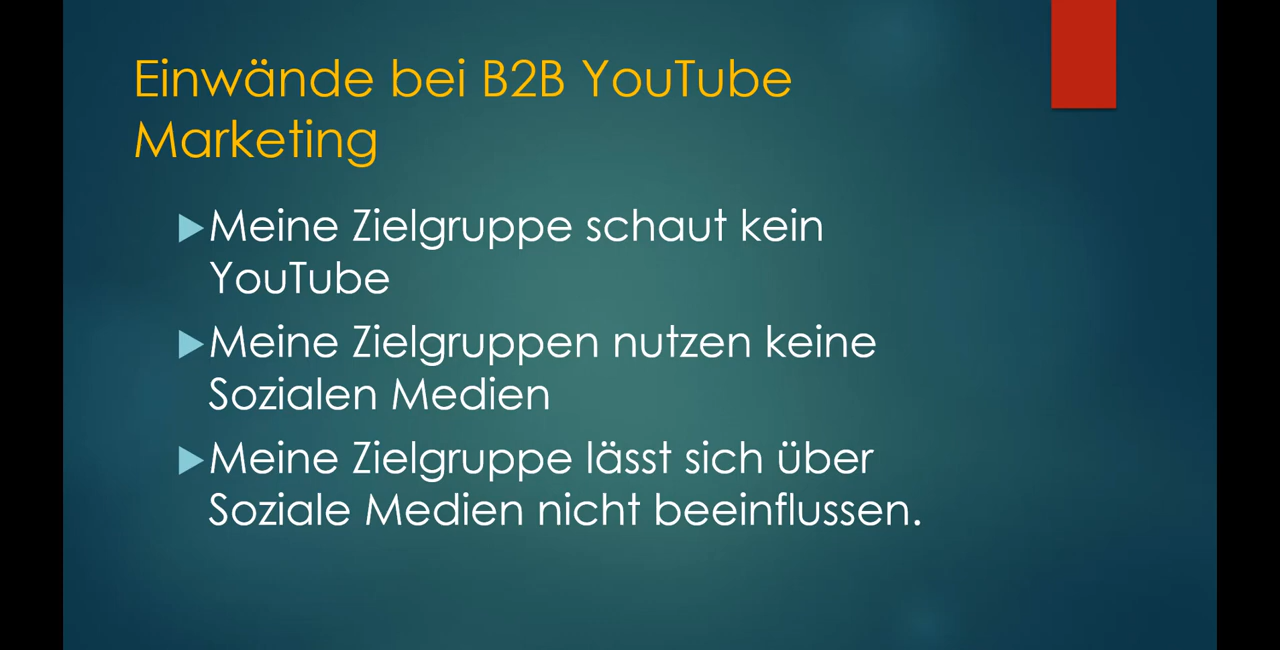 Einwände bei B2B YouTube
Marketing
Meine Zielgruppe schaut kein
YouTube
Meine Zielgruppen nutzen keine
Sozialen Medien
Meine Zielgruppe lässt sich über
Soziale Medien nicht beeinflussen.